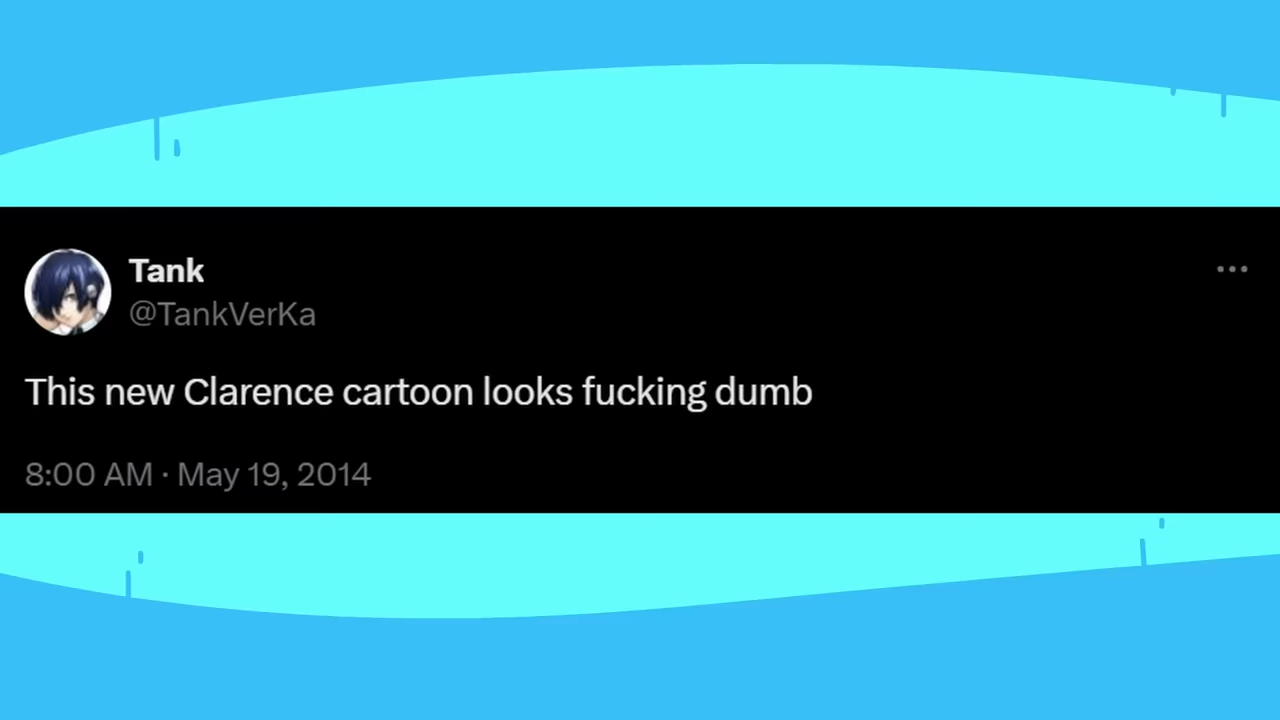 Tank
@TankVerKa
This new Clarence cartoon looks fucking dumb
8:00 AM · May 19, 2014